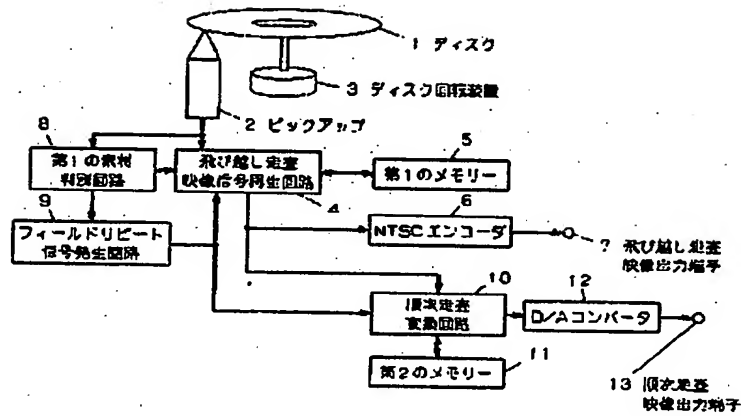 1 ディスク
3 ディスク回転装置
2 ピックアップ
8
第1の素材
判別回路
飛び越し走査
映像信号再生回路
4
5
第1のメモリー
9
フィールドリピート
信号発生回路
6
NTSCエンコーダ
7 飛び越し走査
映像出力端子
10
順次走査
変換回路
12
D/Aコンバータ
11
第2のメモリー
13 順次走査
映像出力端子